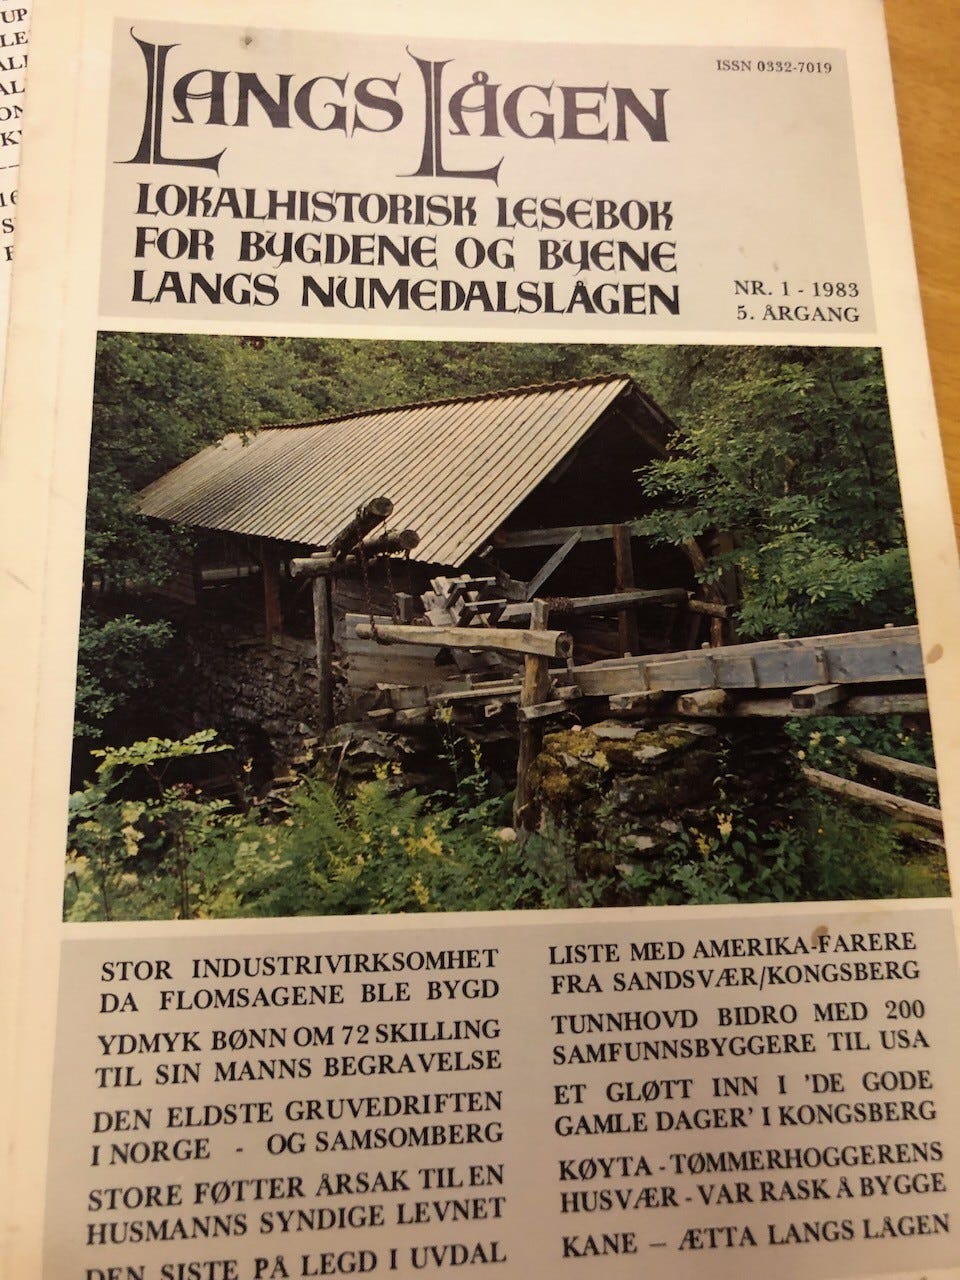 LANGS LÅGEN
ISSN 0332-7019
LOKALHISTORISK LESEBOK
FOR BYGDENE OG BYENE
LANGS NUMEDALSLÅGEN
NR. 1 - 1983
5. ÅRGANG
STOR INDUSTRIVIRKSOMHET
DA FLOMSAGENE BLE BYGD
YDMYK BØNN OM 72 SKILLING
TIL SIN MANNS BEGRAVELSE
DEN ELDSTE GRUVEDRIFTEN
I NORGE - OG SAMSOMBERG
STORE FØTTER ÅRSAK TIL EN
HUSMANNS SYNDIGE LEVNET
DEN SISTE PÅ LEGD I UVDAL
LISTE MED AMERIKA-FARERE
FRA SANDSVÆR/KONGSBERG
TUNNHOVD BIDRO MED 200
SAMFUNNSBYGGERE TIL USA
ET GLØTT INN I 'DE GODE
GAMLE DAGER' I KONGSBERG
KØYTA - TØMMERHOGGERENS
HUSVÆR - VAR RASK Å BYGGE
KANE – ÆTTA LANGS LÅGEN